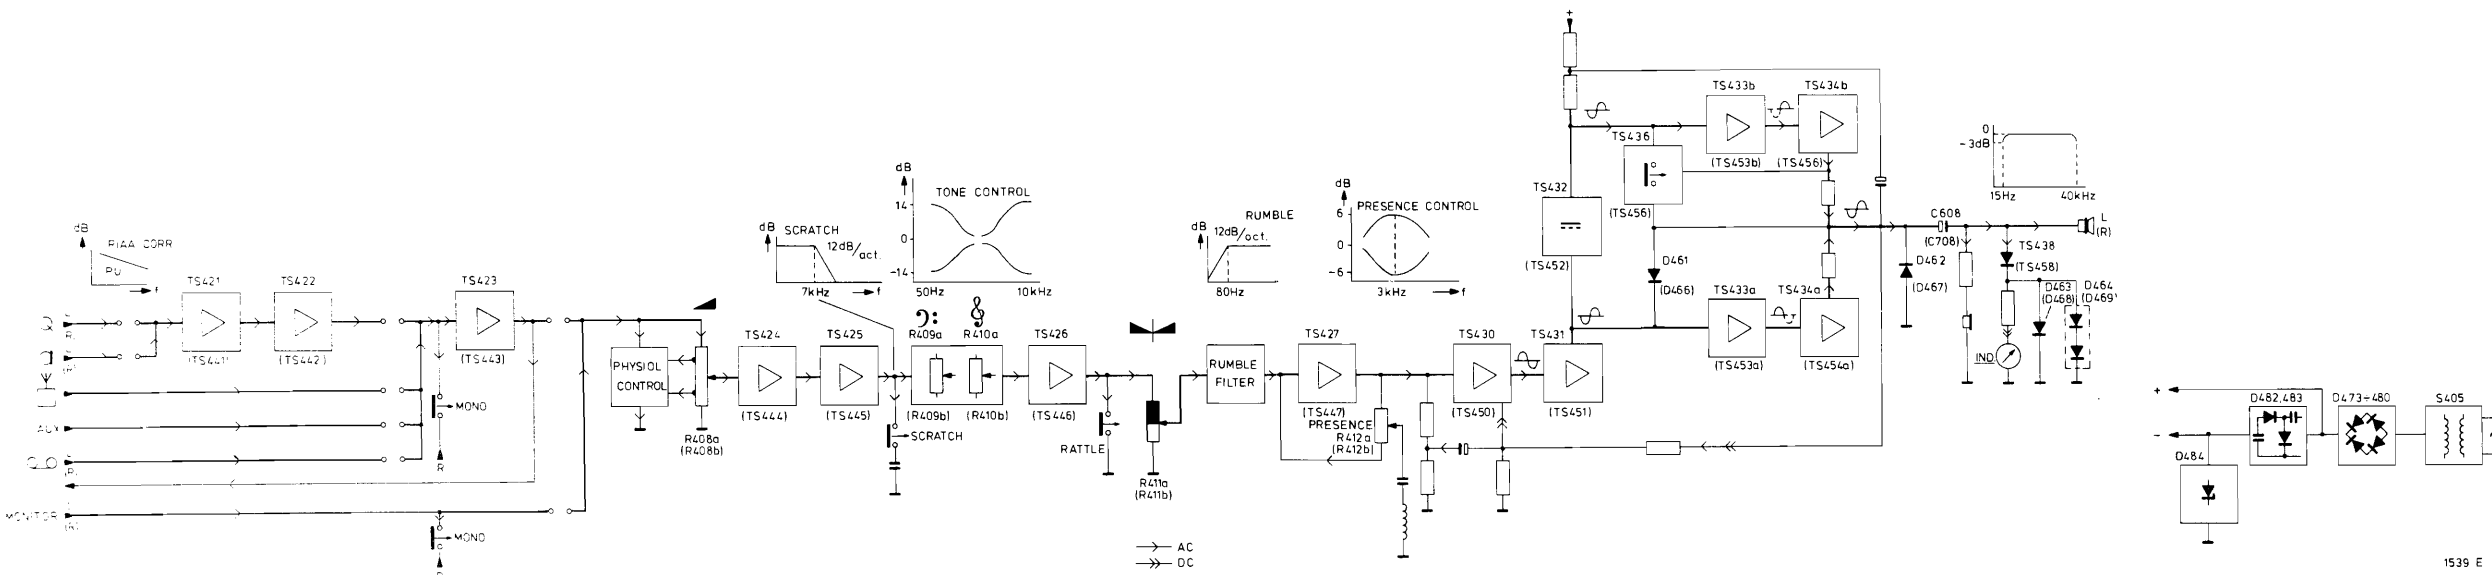 dB
RiAA CORR
PU
f
TS421
(TS441)
TS422
(TS442)
TS423
(TS443)
AUX
(R)
MONITOR
(R)
MONO
R
MONO
PHYSIOL
CONTROL
R408a
(R408b)
TS424
(TS444)
TS425
(TS445)
dB
SCRATCH
12dB/
act.
7kHz
f
SCRATCH
dB
TONE CONTROL
14
0
-14
50Hz
10kHz
R409a
R410a
(R409b)
(R410b)
TS426
(TS446)
RATTLE
R411a
(R411b)
dB
RUMBLE
12dB/act.
80Hz
RUMBLE
FILTER
dB
PRESENCE CONTROL
6
0
-6
3kHz
f
TS427
(TS447)
PRESENCE
R412a
(R412b)
TS430
(TS450)
TS431
(TS451)
+
TS432
(TS452)
TS436
(TS456)
D461
(D466)
TS433b
(TS453b)
TS434b
(TS456)
TS433a
(TS453a)
TS434a
(TS454a)
D462
(D467)
C608
(C708)
0
-3dB
15Hz
40kHz
L
(R)
TS438
(TS458)
D463
(D468)
D464
(D469)
IND.
AC
DC
+
-
D484
D482,483
D473÷480
S405
1539 E